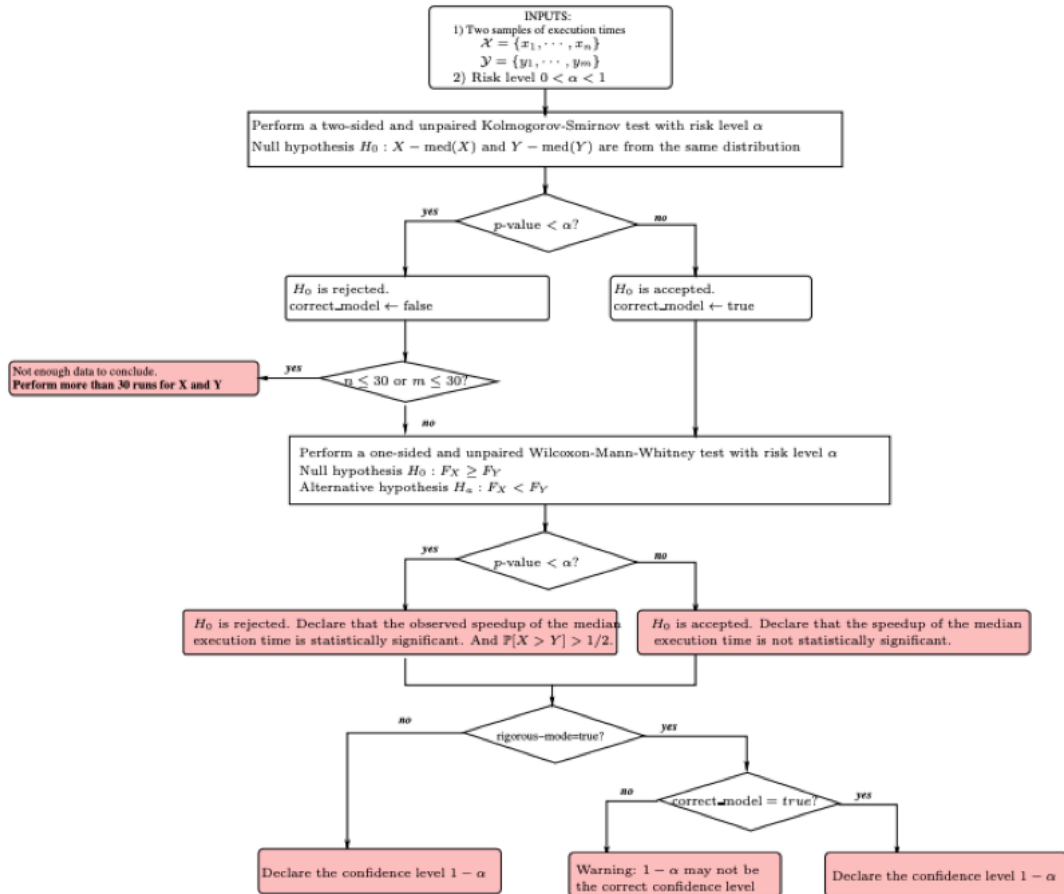 INPUTS:
1) Two samples of execution times
𝒳 = {x₁, ⋯ , xₙ}
𝒴 = {y₁, ⋯ , yₘ}
2) Risk level 0 < α < 1
Perform a two-sided and unpaired Kolmogorov-Smirnov test with risk level α
Null hypothesis H₀ : X − med(X) and Y − med(Y) are from the same distribution
yes
p-value < α?
no
H₀ is rejected.
correct_model ← false
H₀ is accepted.
correct_model ← true
Not enough data to conclude.
Perform more than 30 runs for X and Y
yes
n ≤ 30 or m ≤ 30?
no
Perform a one-sided and unpaired Wilcoxon-Mann-Whitney test with risk level α
Null hypothesis H₀ : F_X ≥ F_Y
Alternative hypothesis Hₐ : F_X < F_Y
yes
p-value < α?
no
H₀ is rejected. Declare that the observed speedup of the median
execution time is statistically significant. And ℙ[X > Y] > 1/2.
H₀ is accepted. Declare that the speedup of the median
execution time is not statistically significant.
no
rigorous-mode=true?
yes
no
correct_model = true?
yes
Declare the confidence level 1 − α
Warning: 1 − α may not be
the correct confidence level
Declare the confidence level 1 − α